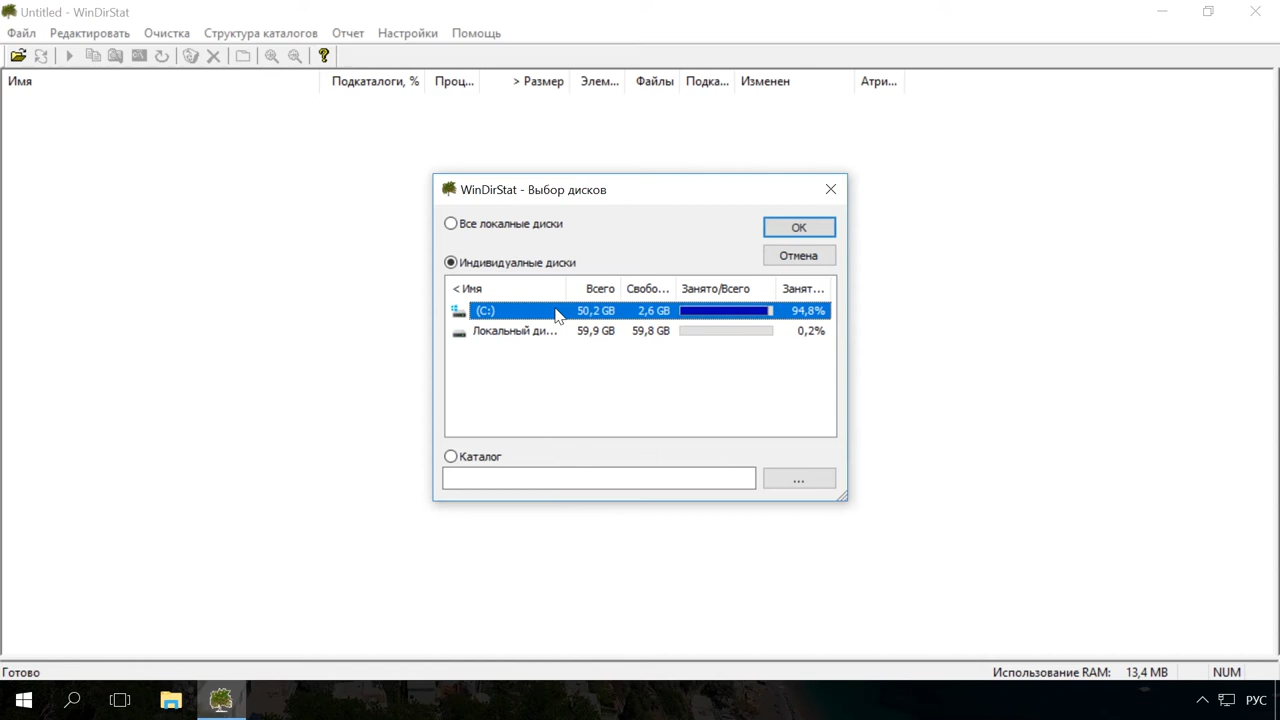 Untitled - WinDirStat
Файл Редактировать Очистка Структура каталогов Отчет Настройки Помощь
Имя Подкаталоги, % Проц... > Размер Элем... Файлы Подка... Изменен Атри...
WinDirStat - Выбор дисков
Все локалные диски
OK
Отмена
Индивидуалные диски
< Имя Всего Свобо... Занято/Всего Занят...
(C:) 50,2 GB 2,6 GB 94,8%
Локальный ди... 59,9 GB 59,8 GB 0,2%
Каталог
...
Готово Использование RAM: 13,4 MB NUM
РУС